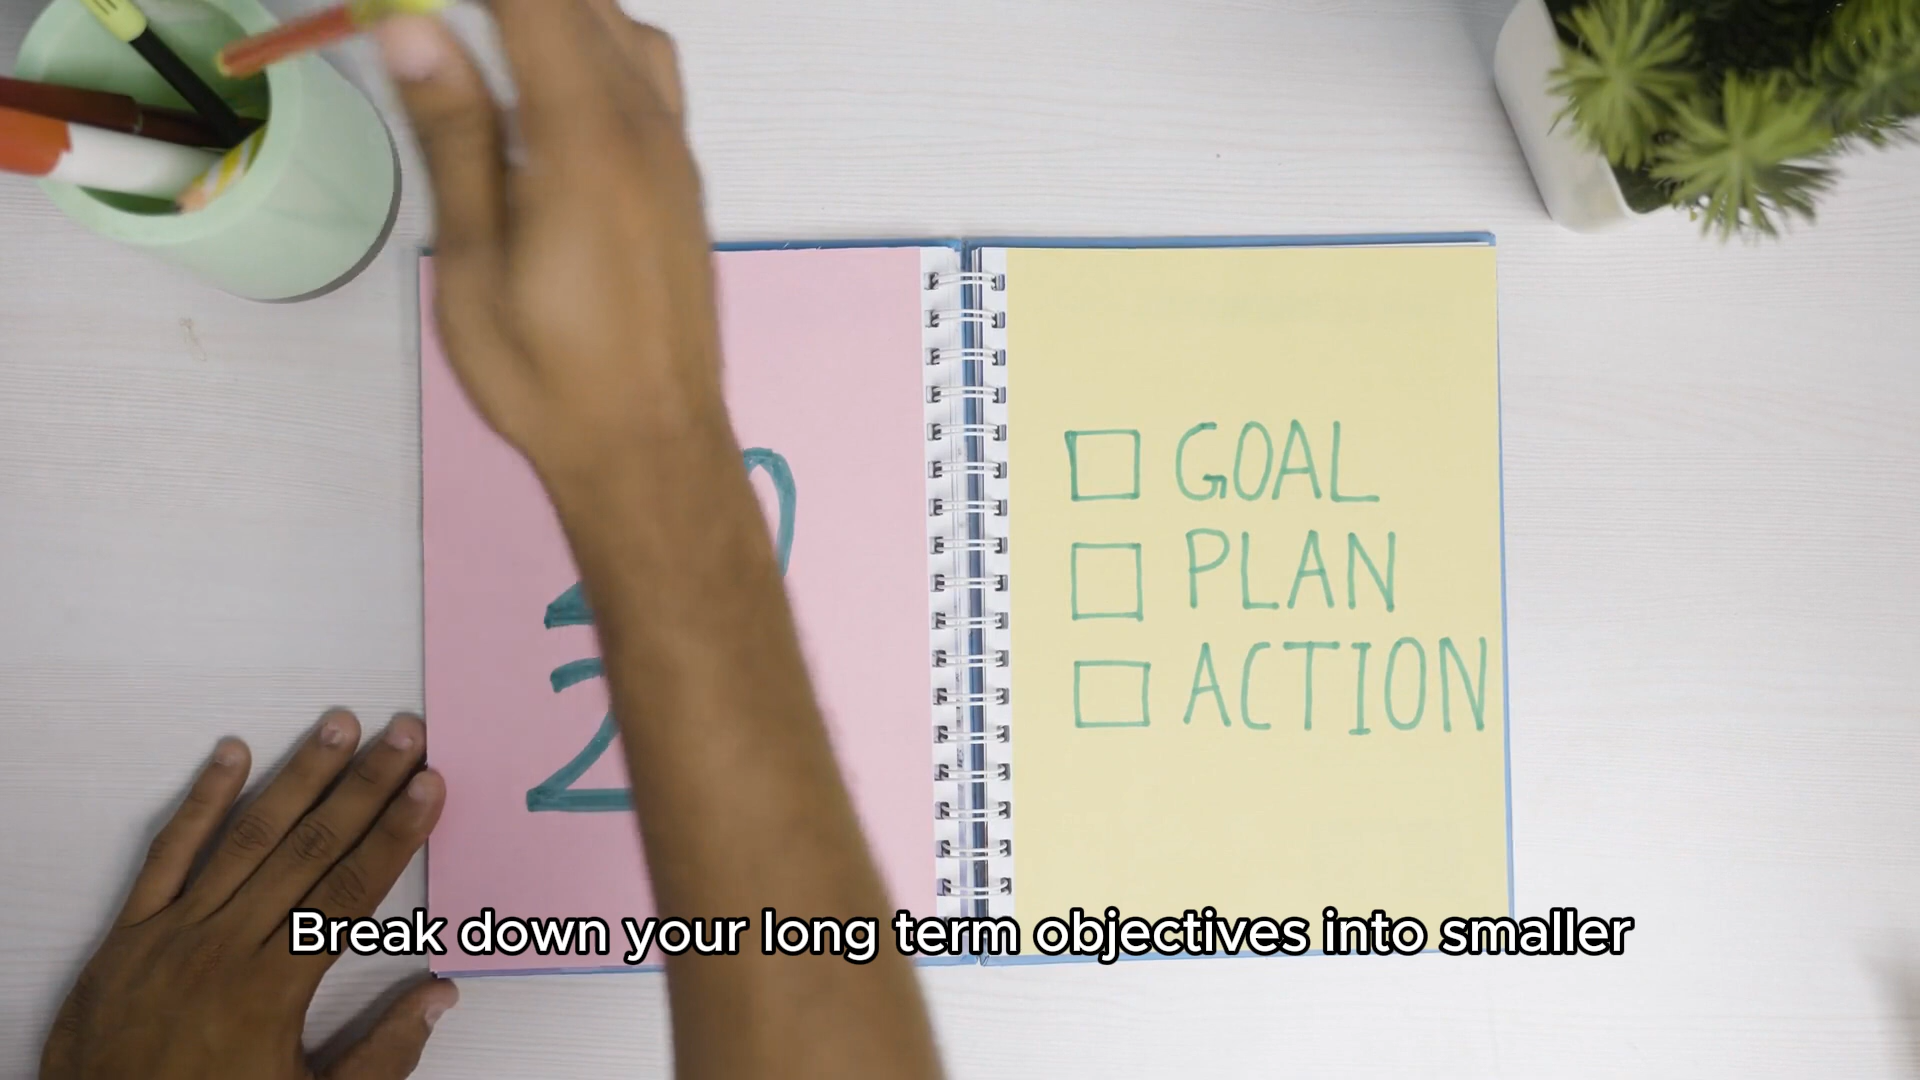 GOAL
PLAN
ACTION
Break down your long term objectives into smaller